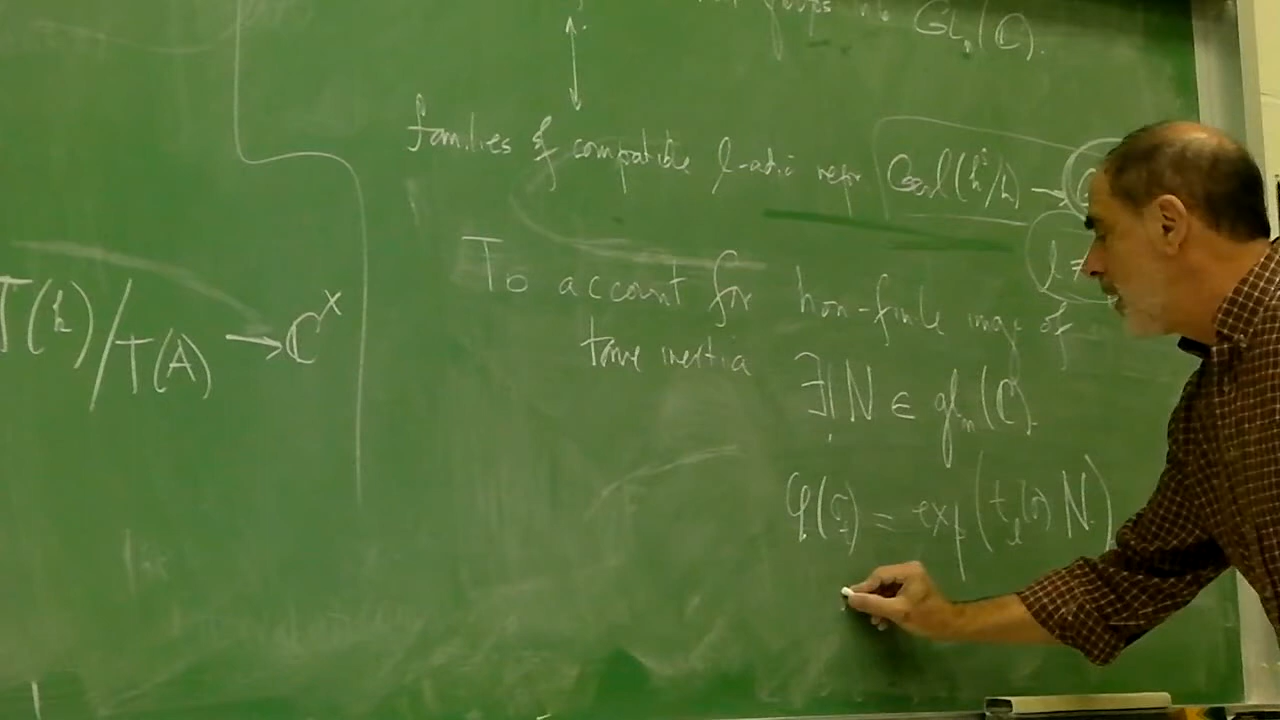 GL_n(ℂ).
families of compatible l-adic repr Gal(k^s/k) →
l ≠
To account for non-finite image of
tame inertia ∃! N ∈ gl_n(ℂ)
T(k)/T(A) → ℂ^×
φ(τ) = exp(t_l(τ) N)